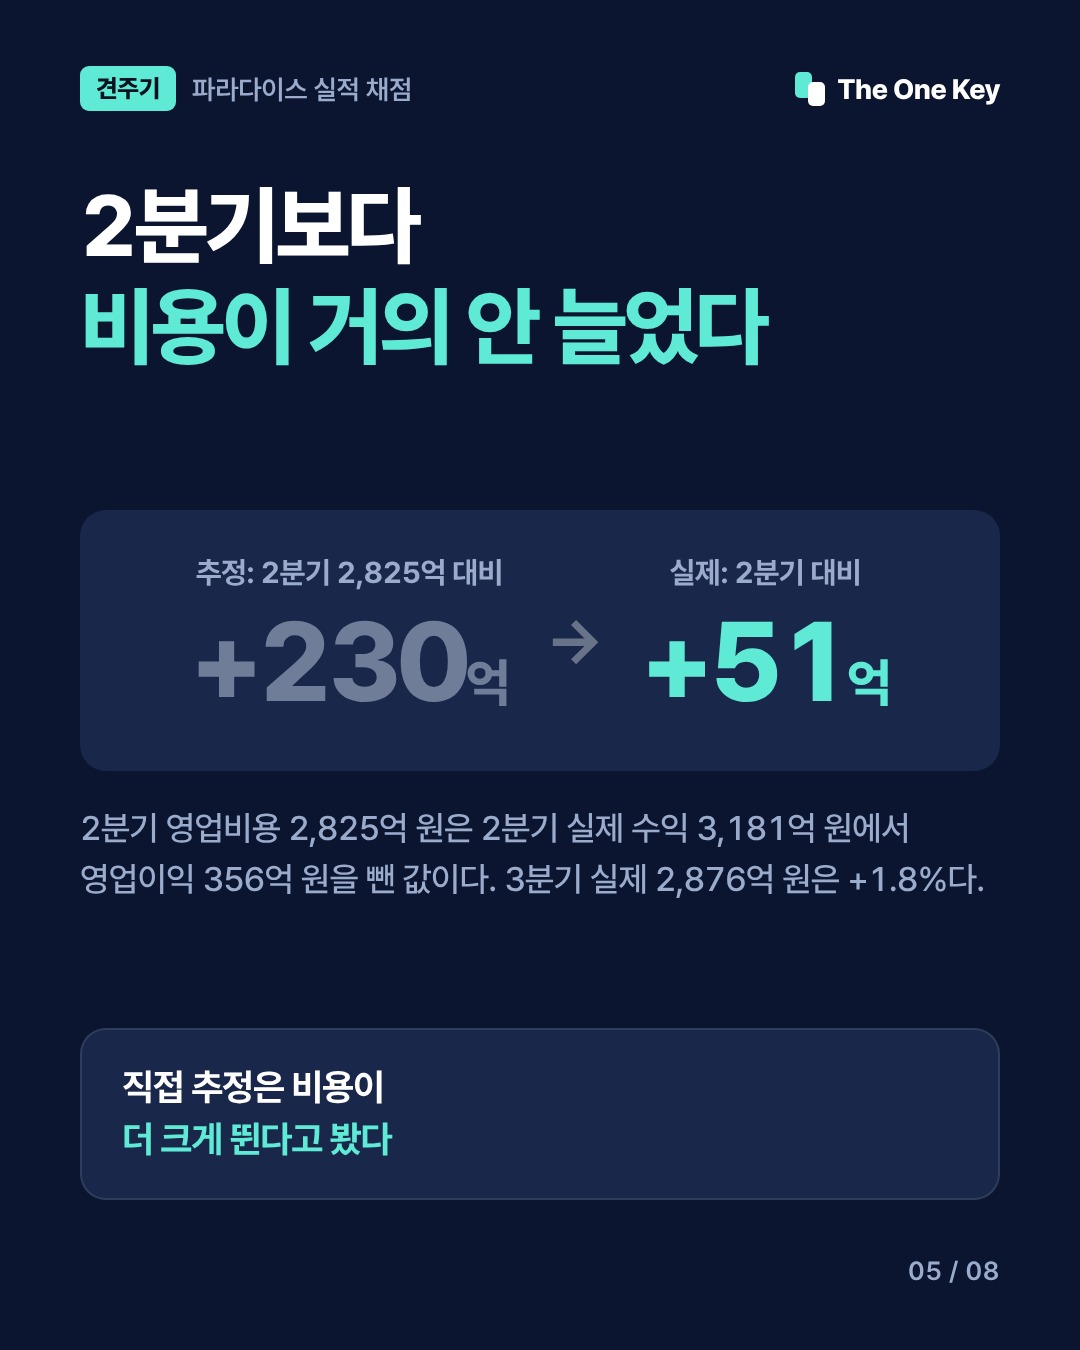 견주기 파라다이스 실적 채점
The One Key
2분기보다
비용이 거의 안 늘었다
추정: 2분기 2,825억 대비
+230억
→
실제: 2분기 대비
+51억
2분기 영업비용 2,825억 원은 2분기 실제 수익 3,181억 원에서
영업이익 356억 원을 뺀 값이다. 3분기 실제 2,876억 원은 +1.8%다.
직접 추정은 비용이
더 크게 뛴다고 봤다
05 / 08